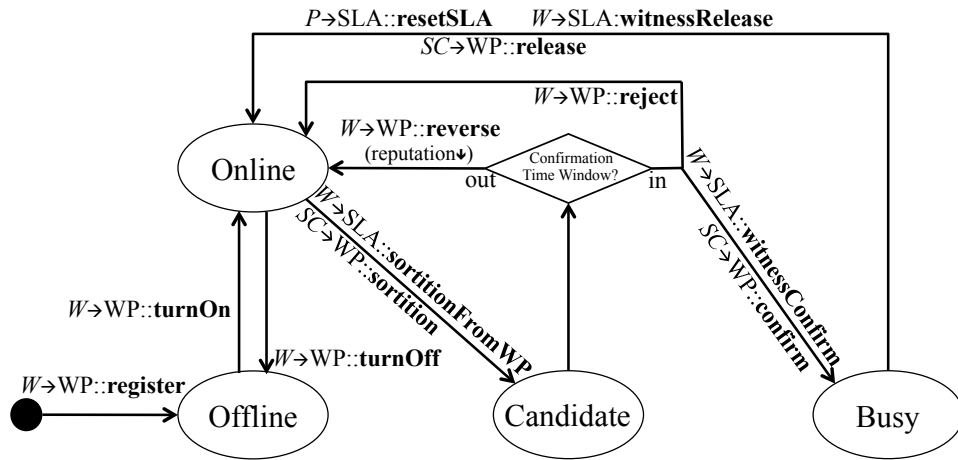 P→SLA::resetSLA W→SLA:witnessRelease
SC→WP::release
W→WP::reject
W→WP::reverse
(reputation↓)
Confirmation
Time Window?
Online
out
in
W→SLA::sortitionFromWP
SC→WP::sortition
W→SLA::witnessConfirm
SC→WP::confirm
W→WP::turnOn
W→WP::turnOff
W→WP::register
Offline
Candidate
Busy